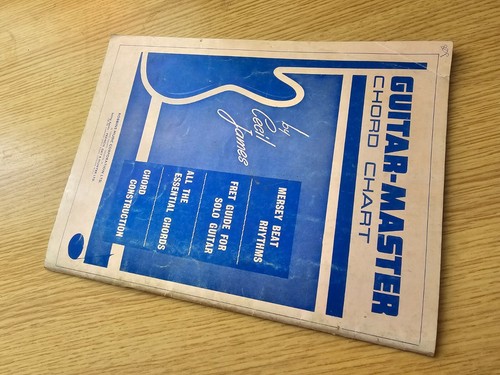 GUITAR-MASTER
CHORD CHART
by
Cecil
James
MERSEY BEAT
RHYTHMS
FRET GUIDE FOR
SOLO GUITAR
ALL THE
ESSENTIAL CHORDS
CHORD
CONSTRUCTION